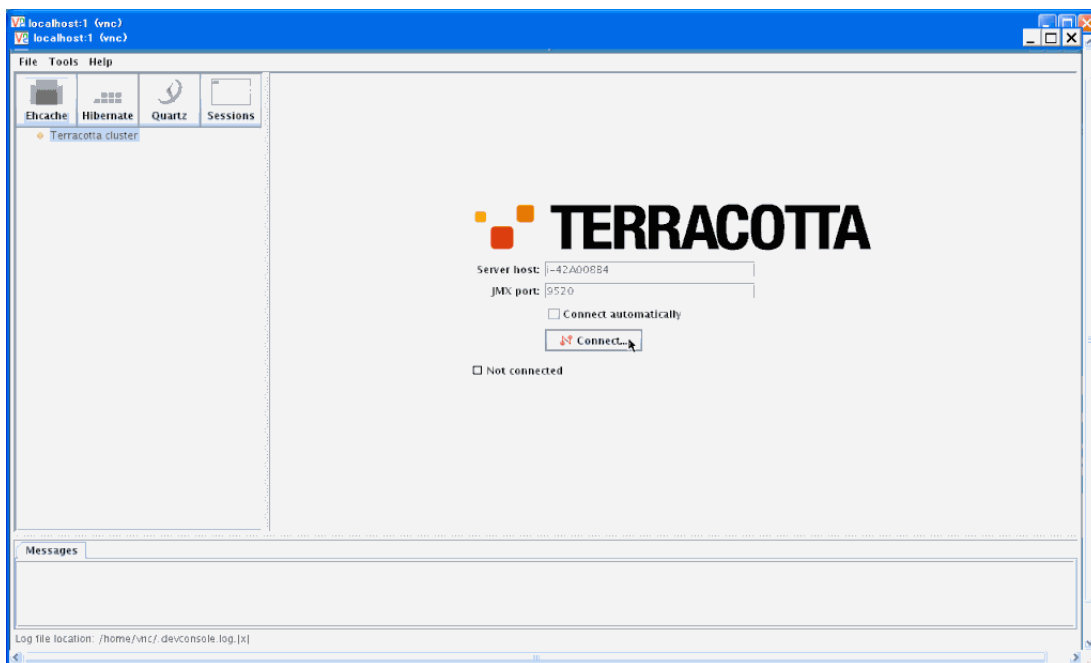 localhost:1 (vnc)
localhost:1 (vnc)
File Tools Help
Ehcache Hibernate Quartz Sessions
Terracotta cluster
TERRACOTTA
Server host: i-42A008B4
JMX port: 9520
Connect automatically
Connect...
Not connected
Messages
Log file location: /home/vnc/.devconsole.log.|x|